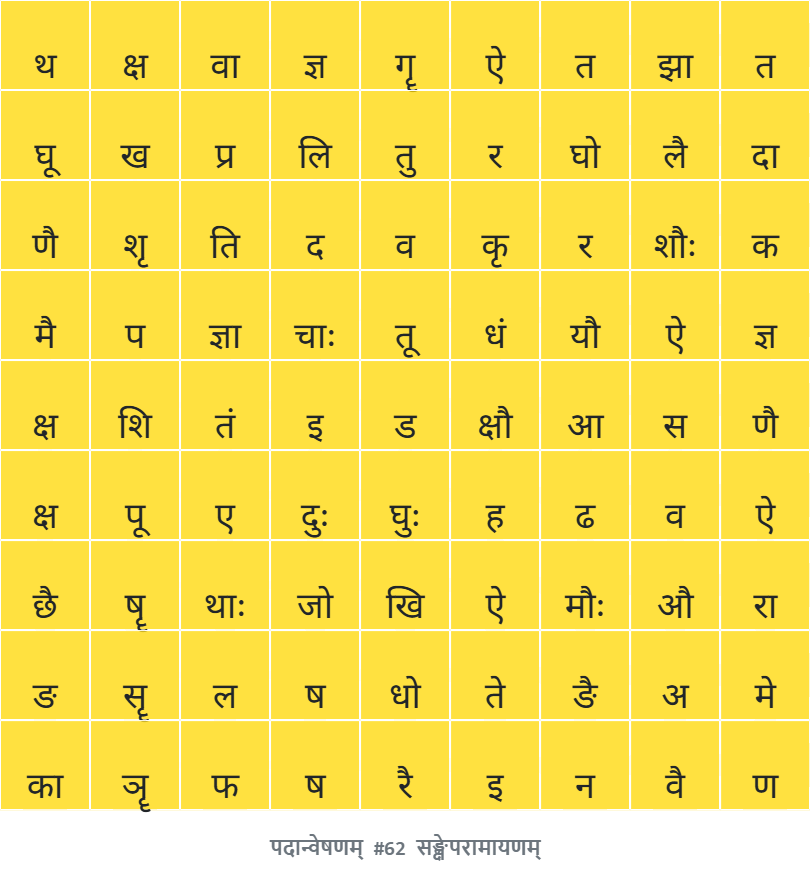 थ क्ष वा ज्ञ गॄ ऐ त झा त
घू ख प्र लि तु र घो लै दा
णै शृ ति द व कृ र शौः क
मै प ज्ञा चाः तू धं यौ ऐ ज्ञ
क्ष शि तं इ ड क्षौ आ स णै
क्ष पू ए दुः घुः ह ढ व ऐ
छै षॄ थाः जो खि ऐ मौः औ रा
ङ सॄ ल ष धो ते ङै अ मे
का ञॄ फ ष रै इ न वै ण
पदान्वेषणम् #62 सङ्क्षेपरामायणम्